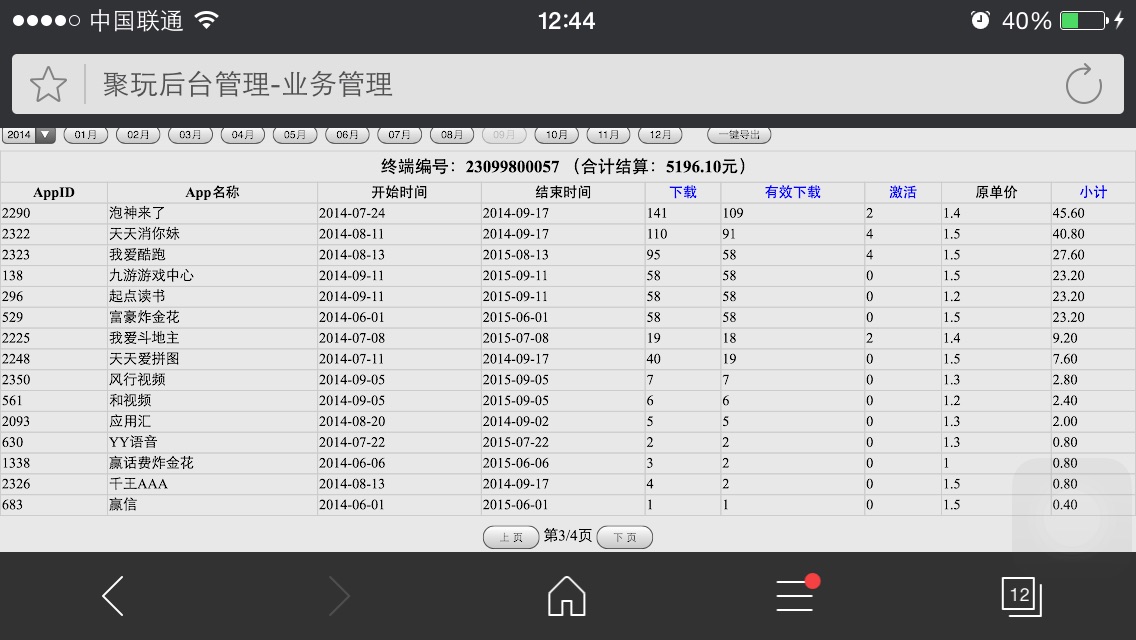 中国联通 12:44 40%
聚玩后台管理-业务管理
2014 01月 02月 03月 04月 05月 06月 07月 08月 09月 10月 11月 12月 一键导出
终端编号：23099800057 （合计结算：5196.10元）
AppID App名称 开始时间 结束时间 下载 有效下载 激活 原单价 小计
2290 泡神来了 2014-07-24 2014-09-17 141 109 2 1.4 45.60
2322 天天消你妹 2014-08-11 2014-09-17 110 91 4 1.5 40.80
2323 我爱酷跑 2014-08-13 2015-08-13 95 58 4 1.5 27.60
138 九游游戏中心 2014-09-11 2015-09-11 58 58 0 1.5 23.20
296 起点读书 2014-09-11 2015-09-11 58 58 0 1.2 23.20
529 富豪炸金花 2014-06-01 2015-06-01 58 58 0 1.5 23.20
2225 我爱斗地主 2014-07-08 2015-07-08 19 18 2 1.4 9.20
2248 天天爱拼图 2014-07-11 2014-09-17 40 19 0 1.5 7.60
2350 风行视频 2014-09-05 2015-09-05 7 7 0 1.3 2.80
561 和视频 2014-09-05 2015-09-05 6 6 0 1.2 2.40
2093 应用汇 2014-08-20 2014-09-02 5 5 0 1.3 2.00
630 YY语音 2014-07-22 2015-07-22 2 2 0 1.3 0.80
1338 赢话费炸金花 2014-06-06 2015-06-06 3 2 0 1 0.80
2326 千王AAA 2014-08-13 2014-09-17 4 2 0 1.5 0.80
683 赢信 2014-06-01 2015-06-01 1 1 0 1.5 0.40
上页 第3/4页 下页
12